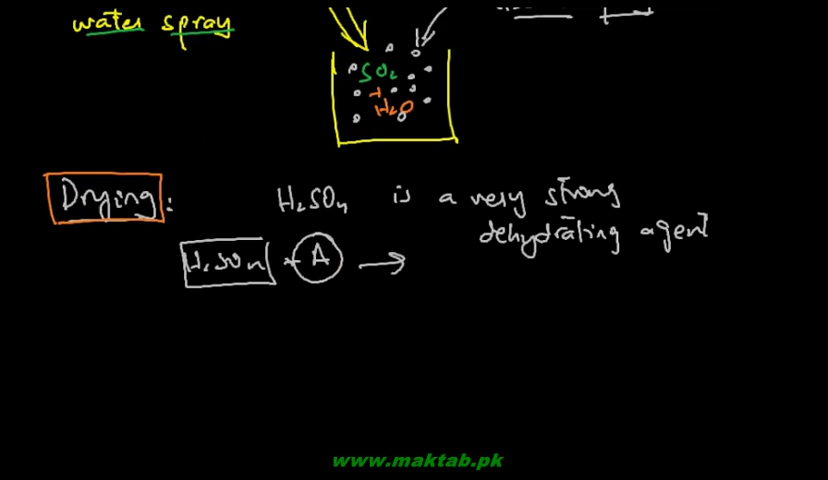 water spray
SO₂
+
H₂O
Drying: H₂SO₄ is a very strong
dehydrating agent
H₂SO₄ + A →
www.maktab.pk